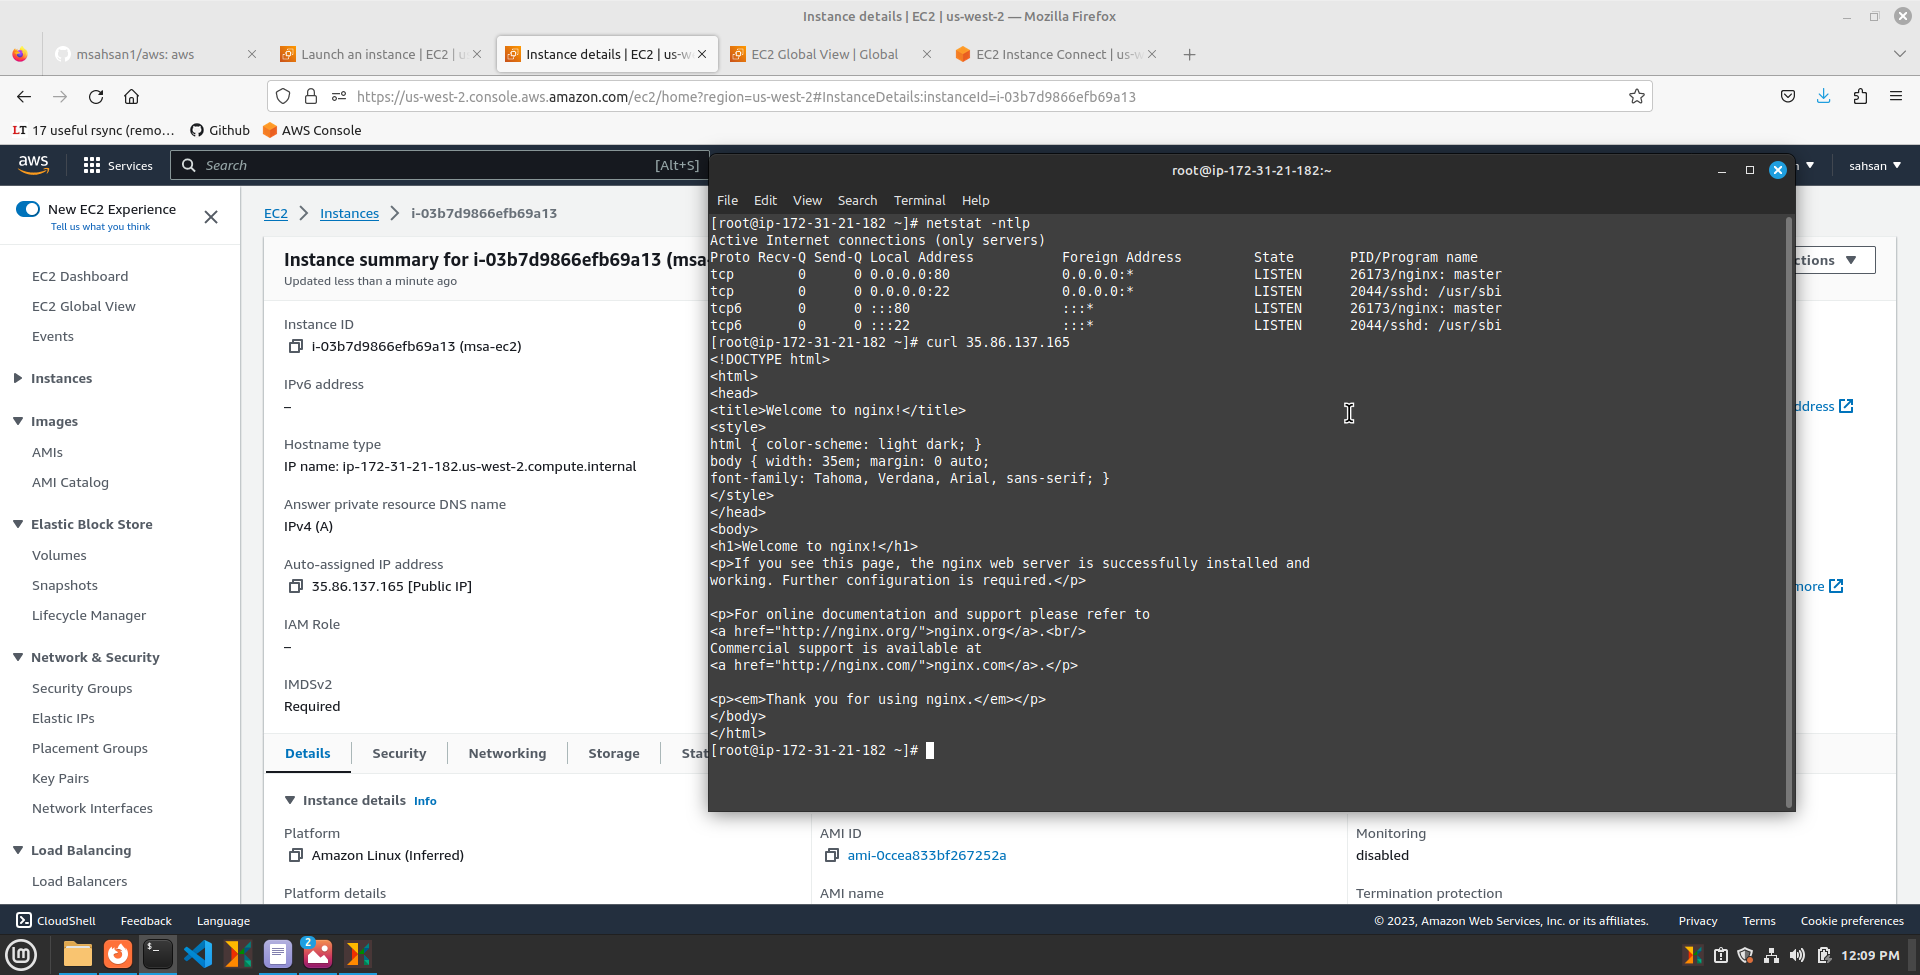 Instance details | EC2 | us-west-2 — Mozilla Firefox
msahsan1/aws: aws
Launch an instance | EC2 | u
Instance details | EC2 | us-w
EC2 Global View | Global
EC2 Instance Connect | us-w
https://us-west-2.console.aws.amazon.com/ec2/home?region=us-west-2#InstanceDetails:instanceId=i-03b7d9866efb69a13
LT 17 useful rsync (remo… Github AWS Console
aws Services Search [Alt+S] sahsan
New EC2 Experience
Tell us what you think
EC2 Dashboard
EC2 Global View
Events
Instances
Images
AMIs
AMI Catalog
Elastic Block Store
Volumes
Snapshots
Lifecycle Manager
Network & Security
Security Groups
Elastic IPs
Placement Groups
Key Pairs
Network Interfaces
Load Balancing
Load Balancers
EC2 Instances i-03b7d9866efb69a13
Instance summary for i-03b7d9866efb69a13 (msa
Updated less than a minute ago
ctions
Instance ID
i-03b7d9866efb69a13 (msa-ec2)
IPv6 address
–
ddress
Hostname type
IP name: ip-172-31-21-182.us-west-2.compute.internal
Answer private resource DNS name
IPv4 (A)
Auto-assigned IP address
35.86.137.165 [Public IP]
more
IAM Role
–
IMDSv2
Required
Details Security Networking Storage Stat
Instance details Info
Platform
Amazon Linux (Inferred)
Platform details
AMI ID
ami-0ccea833bf267252a
AMI name
Monitoring
disabled
Termination protection
root@ip-172-31-21-182:~
File Edit View Search Terminal Help
[root@ip-172-31-21-182 ~]# netstat -ntlp
Active Internet connections (only servers)
Proto Recv-Q Send-Q Local Address           Foreign Address         State       PID/Program name
tcp        0      0 0.0.0.0:80              0.0.0.0:*               LISTEN      26173/nginx: master
tcp        0      0 0.0.0.0:22              0.0.0.0:*               LISTEN      2044/sshd: /usr/sbi
tcp6       0      0 :::80                   :::*                    LISTEN      26173/nginx: master
tcp6       0      0 :::22                   :::*                    LISTEN      2044/sshd: /usr/sbi
[root@ip-172-31-21-182 ~]# curl 35.86.137.165
<!DOCTYPE html>
<html>
<head>
<title>Welcome to nginx!</title>
<style>
html { color-scheme: light dark; }
body { width: 35em; margin: 0 auto;
font-family: Tahoma, Verdana, Arial, sans-serif; }
</style>
</head>
<body>
<h1>Welcome to nginx!</h1>
<p>If you see this page, the nginx web server is successfully installed and
working. Further configuration is required.</p>
<p>For online documentation and support please refer to
<a href="http://nginx.org/">nginx.org</a>.<br/>
Commercial support is available at
<a href="http://nginx.com/">nginx.com</a>.</p>
<p><em>Thank you for using nginx.</em></p>
</body>
</html>
[root@ip-172-31-21-182 ~]#
CloudShell Feedback Language © 2023, Amazon Web Services, Inc. or its affiliates. Privacy Terms Cookie preferences
2
12:09 PM